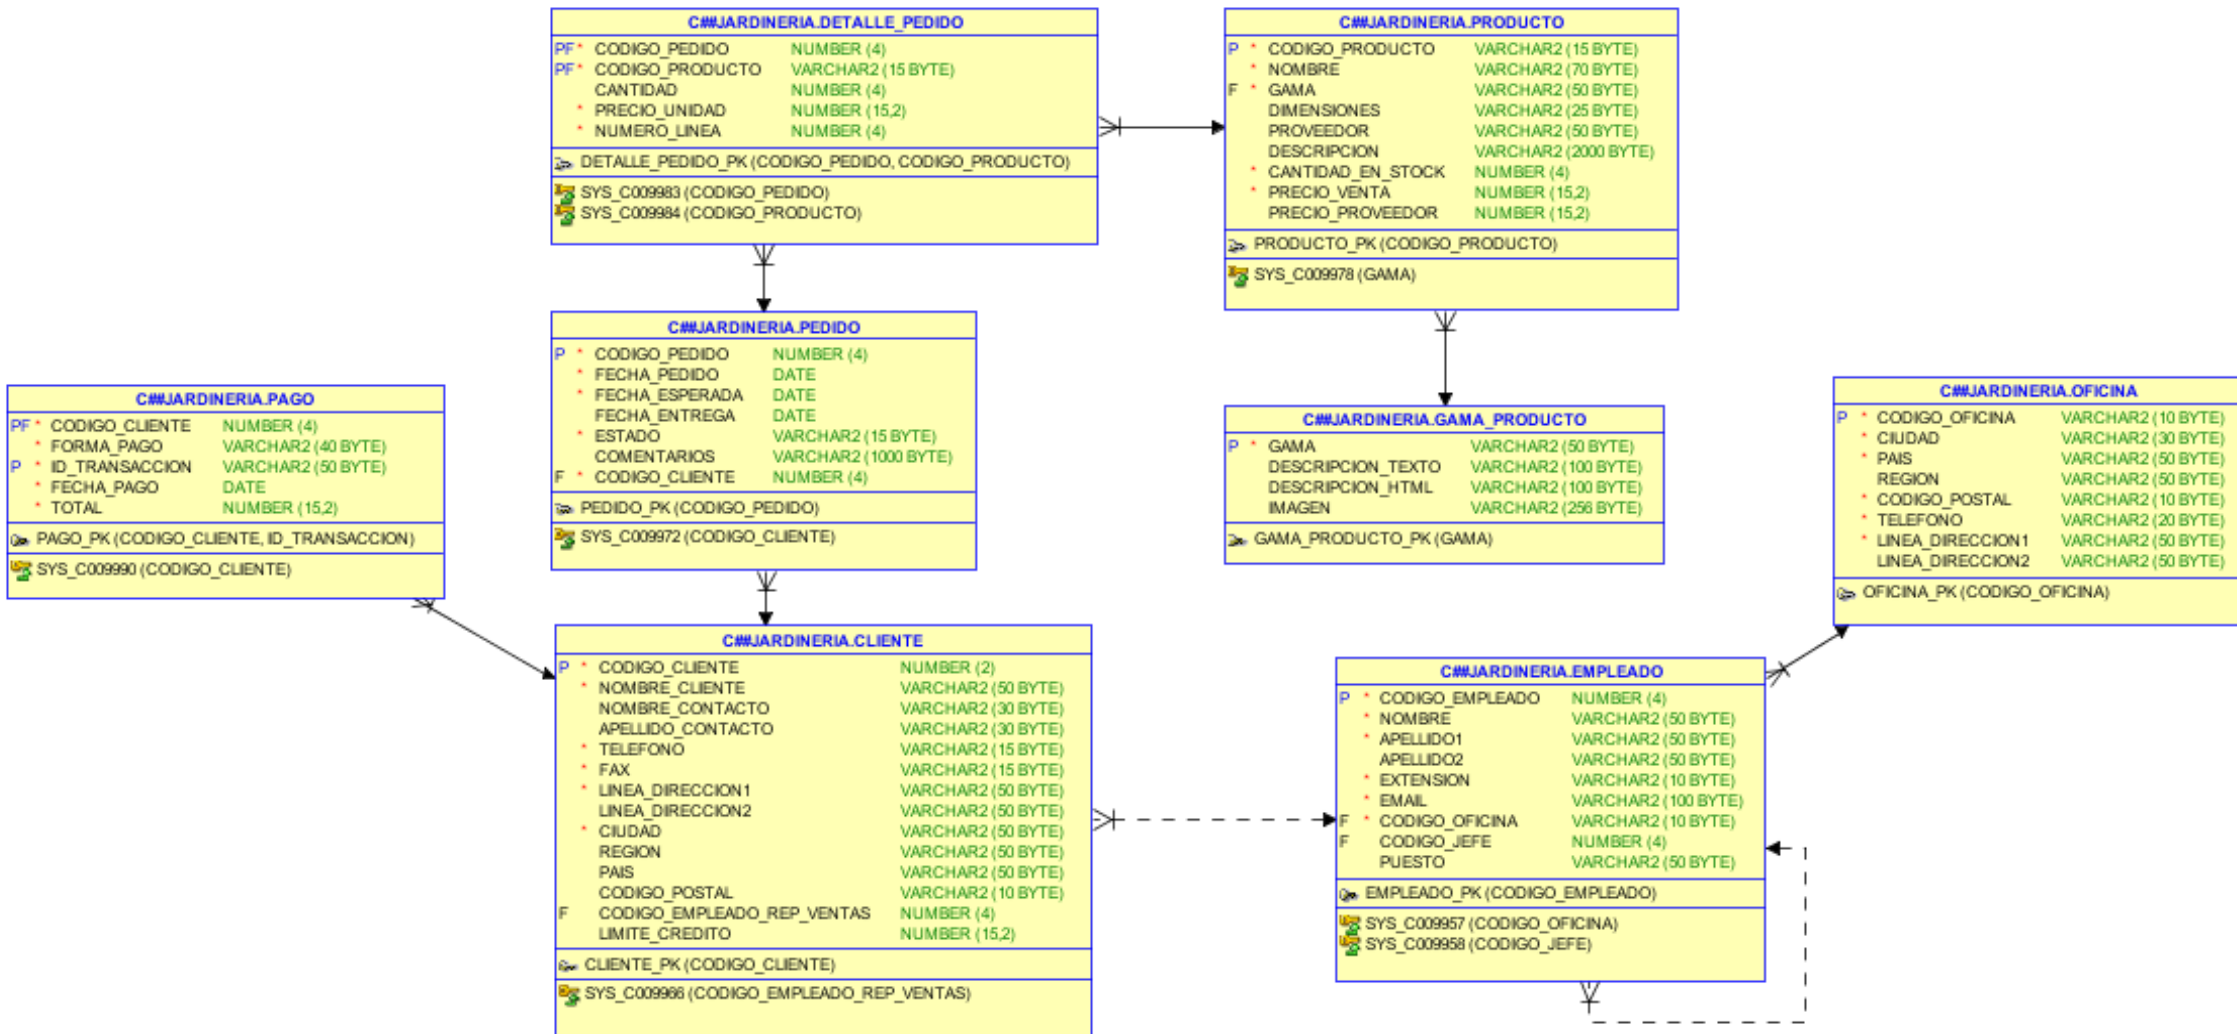 C##JARDINERIA.DETALLE_PEDIDO
PF * CODIGO_PEDIDO NUMBER (4)
PF * CODIGO_PRODUCTO VARCHAR2 (15 BYTE)
CANTIDAD NUMBER (4)
* PRECIO_UNIDAD NUMBER (15,2)
* NUMERO_LINEA NUMBER (4)
DETALLE_PEDIDO_PK (CODIGO_PEDIDO, CODIGO_PRODUCTO)
SYS_C009983 (CODIGO_PEDIDO)
SYS_C009984 (CODIGO_PRODUCTO)
C##JARDINERIA.PRODUCTO
P * CODIGO_PRODUCTO VARCHAR2 (15 BYTE)
* NOMBRE VARCHAR2 (70 BYTE)
F * GAMA VARCHAR2 (50 BYTE)
DIMENSIONES VARCHAR2 (25 BYTE)
PROVEEDOR VARCHAR2 (50 BYTE)
DESCRIPCION VARCHAR2 (2000 BYTE)
* CANTIDAD_EN_STOCK NUMBER (4)
* PRECIO_VENTA NUMBER (15,2)
PRECIO_PROVEEDOR NUMBER (15,2)
PRODUCTO_PK (CODIGO_PRODUCTO)
SYS_C009978 (GAMA)
C##JARDINERIA.PEDIDO
P * CODIGO_PEDIDO NUMBER (4)
* FECHA_PEDIDO DATE
* FECHA_ESPERADA DATE
FECHA_ENTREGA DATE
* ESTADO VARCHAR2 (15 BYTE)
COMENTARIOS VARCHAR2 (1000 BYTE)
F * CODIGO_CLIENTE NUMBER (4)
PEDIDO_PK (CODIGO_PEDIDO)
SYS_C009972 (CODIGO_CLIENTE)
C##JARDINERIA.PAGO
PF * CODIGO_CLIENTE NUMBER (4)
* FORMA_PAGO VARCHAR2 (40 BYTE)
P * ID_TRANSACCION VARCHAR2 (50 BYTE)
* FECHA_PAGO DATE
* TOTAL NUMBER (15,2)
PAGO_PK (CODIGO_CLIENTE, ID_TRANSACCION)
SYS_C009990 (CODIGO_CLIENTE)
C##JARDINERIA.GAMA_PRODUCTO
P * GAMA VARCHAR2 (50 BYTE)
DESCRIPCION_TEXTO VARCHAR2 (100 BYTE)
DESCRIPCION_HTML VARCHAR2 (100 BYTE)
IMAGEN VARCHAR2 (256 BYTE)
GAMA_PRODUCTO_PK (GAMA)
C##JARDINERIA.OFICINA
P * CODIGO_OFICINA VARCHAR2 (10 BYTE)
* CIUDAD VARCHAR2 (30 BYTE)
* PAIS VARCHAR2 (50 BYTE)
REGION VARCHAR2 (50 BYTE)
* CODIGO_POSTAL VARCHAR2 (10 BYTE)
* TELEFONO VARCHAR2 (20 BYTE)
* LINEA_DIRECCION1 VARCHAR2 (50 BYTE)
LINEA_DIRECCION2 VARCHAR2 (50 BYTE)
OFICINA_PK (CODIGO_OFICINA)
C##JARDINERIA.CLIENTE
P * CODIGO_CLIENTE NUMBER (2)
* NOMBRE_CLIENTE VARCHAR2 (50 BYTE)
NOMBRE_CONTACTO VARCHAR2 (30 BYTE)
APELLIDO_CONTACTO VARCHAR2 (30 BYTE)
* TELEFONO VARCHAR2 (15 BYTE)
* FAX VARCHAR2 (15 BYTE)
* LINEA_DIRECCION1 VARCHAR2 (50 BYTE)
LINEA_DIRECCION2 VARCHAR2 (50 BYTE)
* CIUDAD VARCHAR2 (50 BYTE)
REGION VARCHAR2 (50 BYTE)
PAIS VARCHAR2 (50 BYTE)
CODIGO_POSTAL VARCHAR2 (10 BYTE)
F CODIGO_EMPLEADO_REP_VENTAS NUMBER (4)
LIMITE_CREDITO NUMBER (15,2)
CLIENTE_PK (CODIGO_CLIENTE)
SYS_C009966 (CODIGO_EMPLEADO_REP_VENTAS)
C##JARDINERIA.EMPLEADO
P * CODIGO_EMPLEADO NUMBER (4)
* NOMBRE VARCHAR2 (50 BYTE)
* APELLIDO1 VARCHAR2 (50 BYTE)
APELLIDO2 VARCHAR2 (50 BYTE)
* EXTENSION VARCHAR2 (10 BYTE)
* EMAIL VARCHAR2 (100 BYTE)
F * CODIGO_OFICINA VARCHAR2 (10 BYTE)
F CODIGO_JEFE NUMBER (4)
PUESTO VARCHAR2 (50 BYTE)
EMPLEADO_PK (CODIGO_EMPLEADO)
SYS_C009957 (CODIGO_OFICINA)
SYS_C009958 (CODIGO_JEFE)